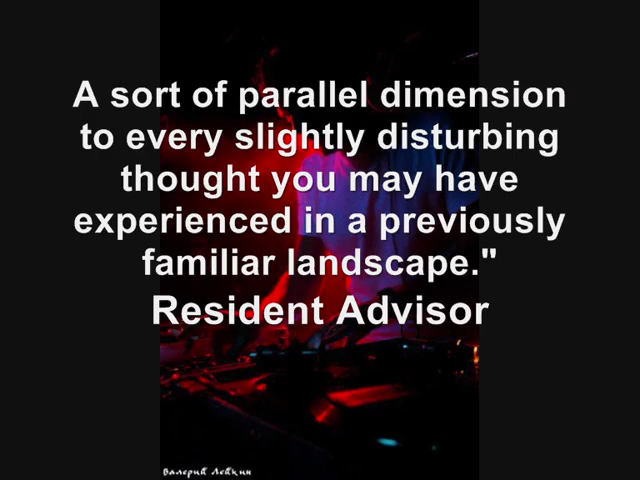 A sort of parallel dimension
to every slightly disturbing
thought you may have
experienced in a previously
familiar landscape."
Resident Advisor
Валерий Лёвкин